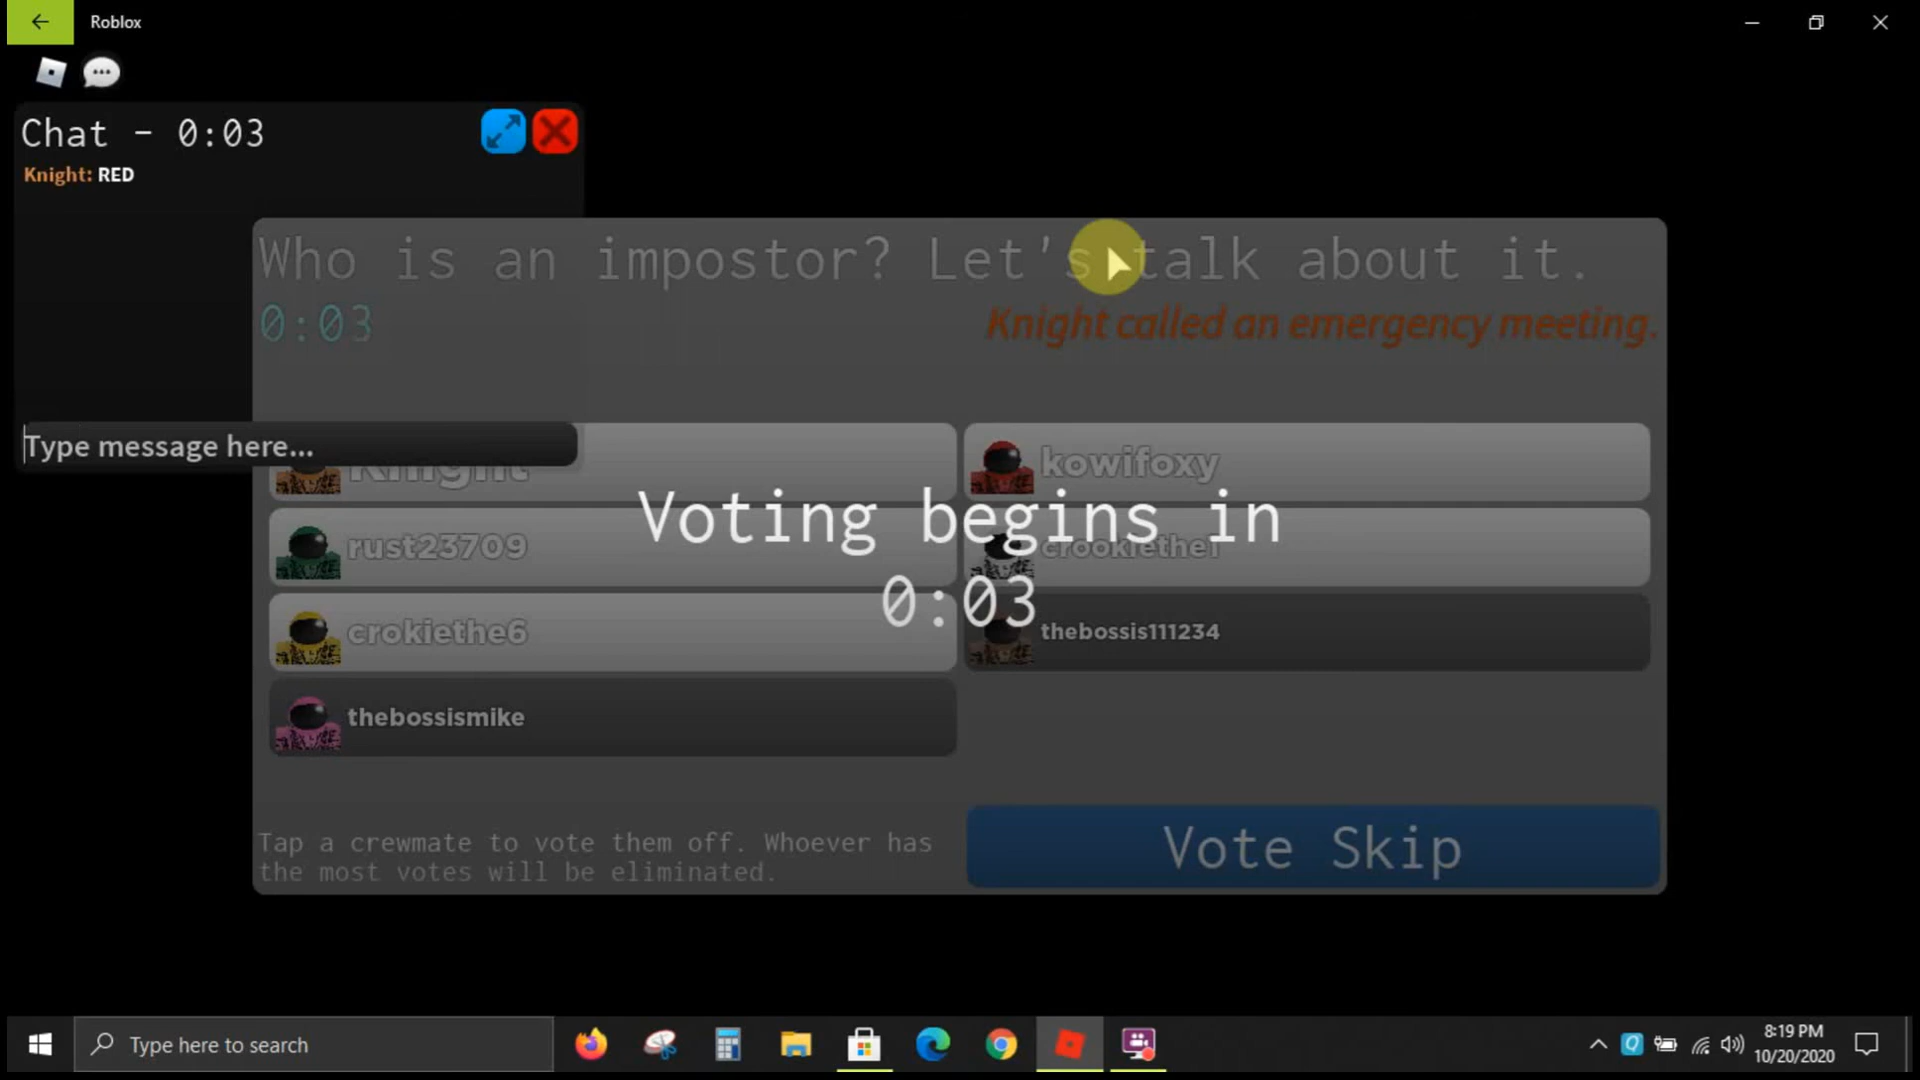 Roblox
Chat - 0:03
Knight: RED
Who is an impostor? Let's talk about it.
0:03
Knight called an emergency meeting.
Type message here...
Knight
kowifoxy
Voting begins in
0:03
rust23709
crookiethe1
crokiethe6
thebossis111234
thebossismike
Tap a crewmate to vote them off. Whoever has
the most votes will be eliminated.
Vote Skip
Type here to search
8:19 PM
10/20/2020